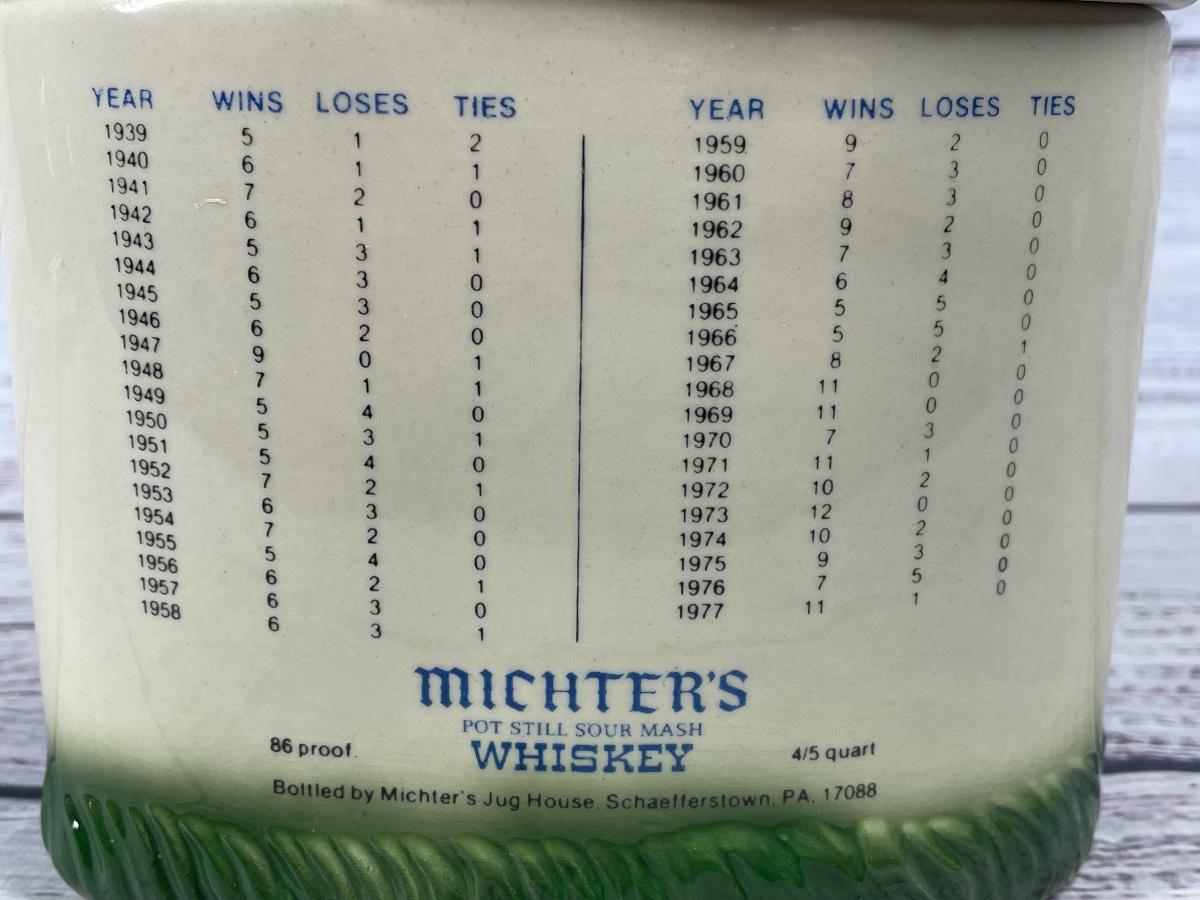 YEAR WINS LOSES TIES
1939 5 1 2
1940 6 1 1
1941 7 2 0
1942 6 1 1
1943 5 3 1
1944 6 3 0
1945 5 3 0
1946 6 2 0
1947 9 0 1
1948 7 1 1
1949 5 4 0
1950 5 3 1
1951 5 4 0
1952 7 2 1
1953 6 3 0
1954 7 2 0
1955 5 4 0
1956 6 2 1
1957 6 3 0
1958 6 3 1
YEAR WINS LOSES TIES
1959 9 2 0
1960 7 3 0
1961 8 3 0
1962 9 2 0
1963 7 3 0
1964 6 4 0
1965 5 5 0
1966 5 5 0
1967 8 2 1
1968 11 0 0
1969 11 0 0
1970 7 3 0
1971 11 1 0
1972 10 2 0
1973 12 0 0
1974 10 2 0
1975 9 3 0
1976 7 5 0
1977 11 1 0
MICHTER'S
POT STILL SOUR MASH
86 proof. WHISKEY 4/5 quart
Bottled by Michter's Jug House, Schaefferstown, PA. 17088